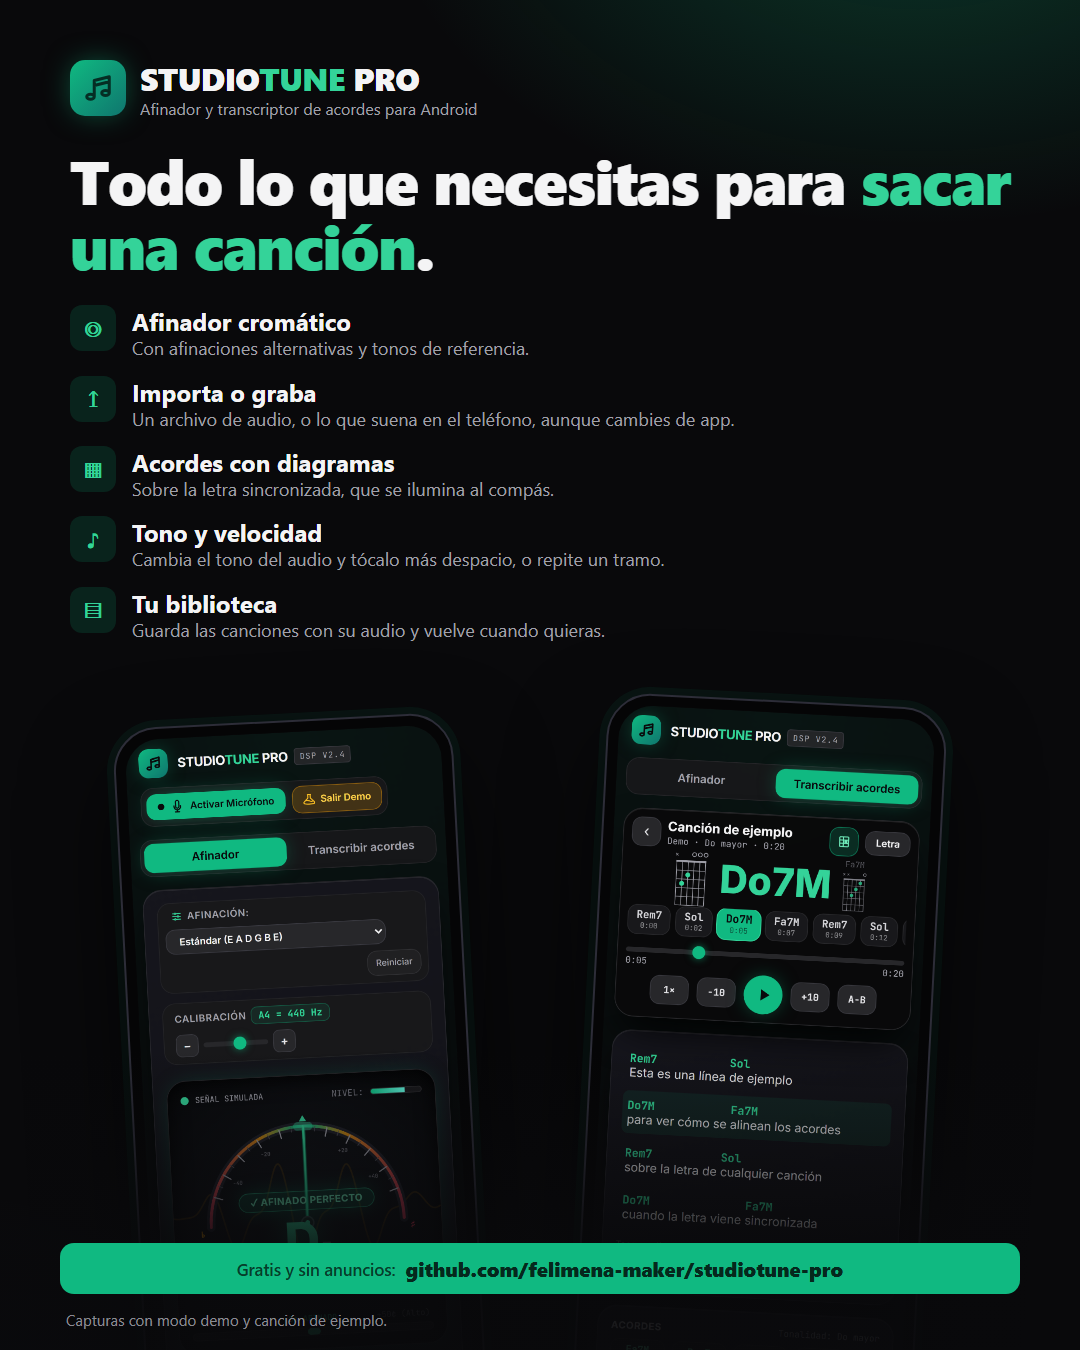 STUDIOTUNE PRO
Afinador y transcriptor de acordes para Android
Todo lo que necesitas para sacar
una canción.
Afinador cromático
Con afinaciones alternativas y tonos de referencia.
Importa o graba
Un archivo de audio, o lo que suena en el teléfono, aunque cambies de app.
Acordes con diagramas
Sobre la letra sincronizada, que se ilumina al compás.
Tono y velocidad
Cambia el tono del audio y tócalo más despacio, o repite un tramo.
Tu biblioteca
Guarda las canciones con su audio y vuelve cuando quieras.
STUDIOTUNE PRO DSP V2.4
Activar Micrófono Salir Demo
Afinador Transcribir acordes
AFINACIÓN:
Estándar (E A D G B E)
Reiniciar
CALIBRACIÓN A4 = 440 Hz
− +
SEÑAL SIMULADA NIVEL:
-20 +20
-40 +40
✓ AFINADO PERFECTO
D
STUDIOTUNE PRO DSP V2.4
Afinador Transcribir acordes
Canción de ejemplo
Demo · Do mayor · 0:20
Letra
Do7M
Fa7M
Rem7 Sol Do7M Fa7M Rem7 Sol
0:00 0:02 0:05 0:07 0:09 0:12
0:05 0:20
1× -10 +10 A-B
Rem7 Sol
Esta es una línea de ejemplo
Do7M Fa7M
para ver cómo se alinean los acordes
Rem7 Sol
sobre la letra de cualquier canción
Do7M Fa7M
cuando la letra viene sincronizada
Gratis y sin anuncios: github.com/felimena-maker/studiotune-pro
Capturas con modo demo y canción de ejemplo.
ACORDES